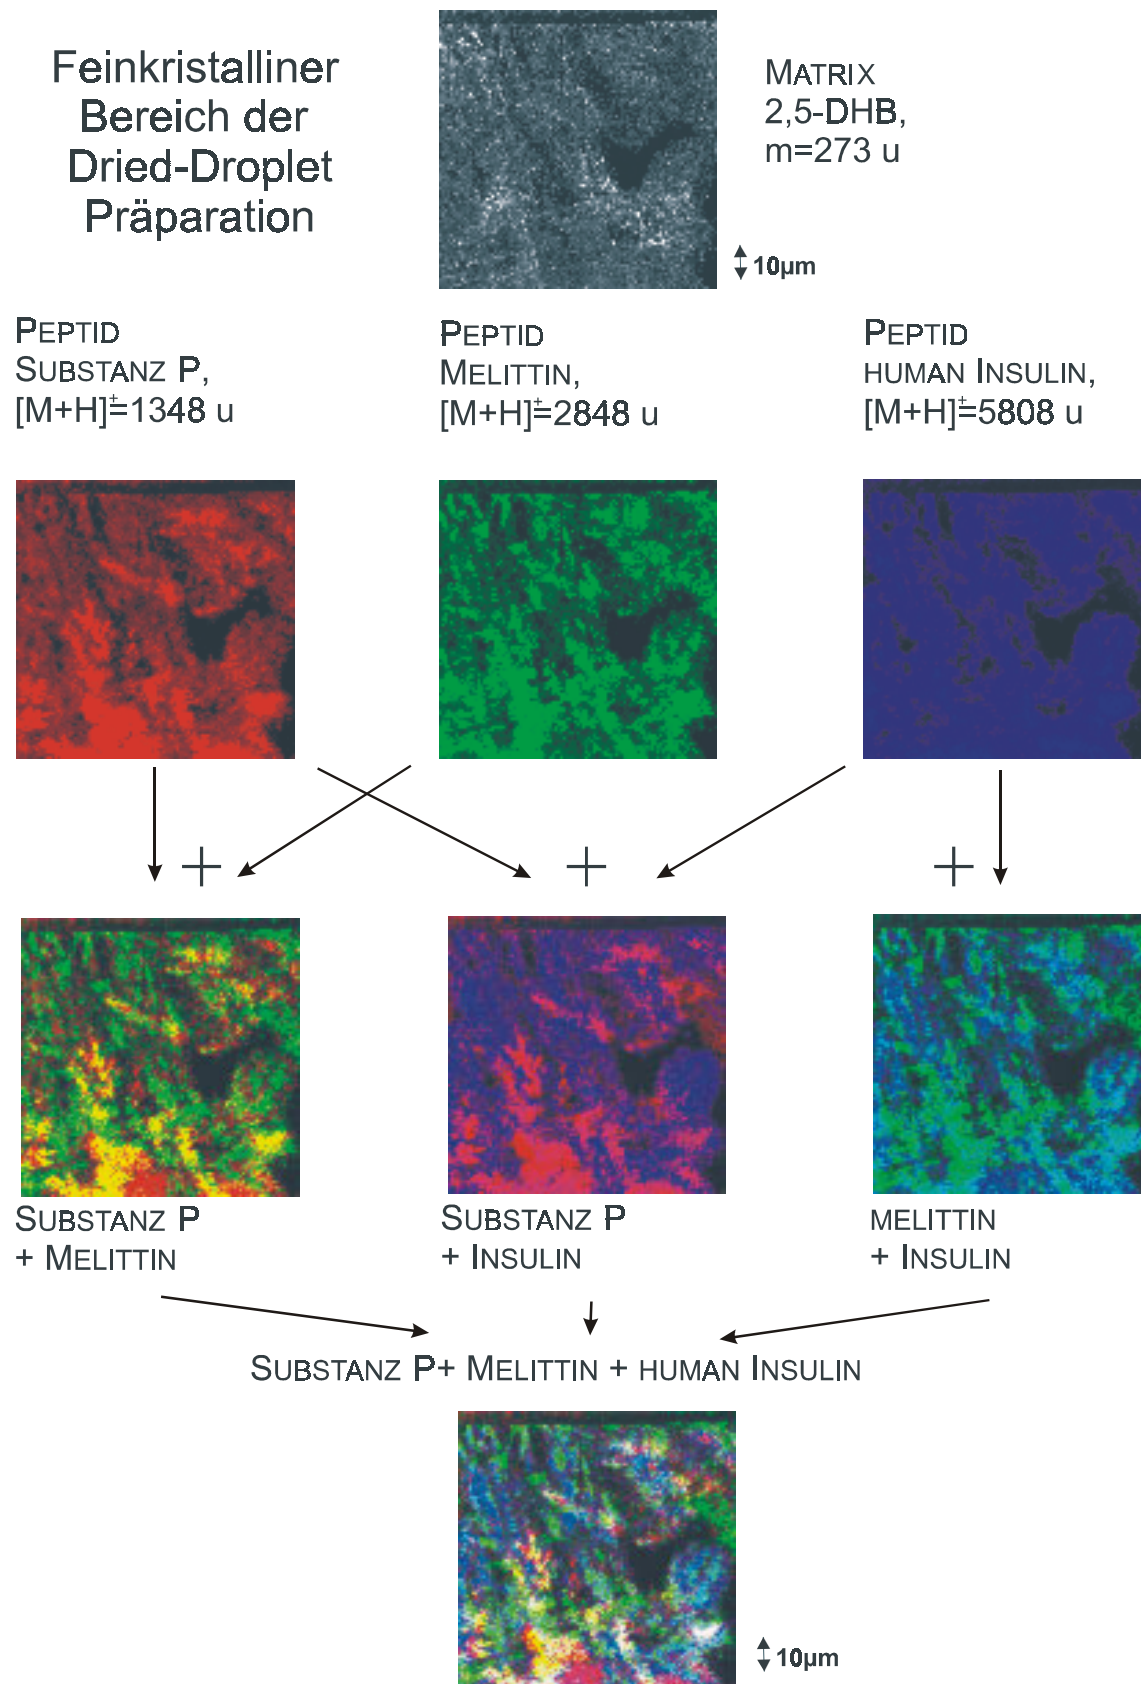 Feinkristalliner
Bereich der
Dried-Droplet
Präparation
MATRIX
2,5-DHB,
m=273 u
10µm
PEPTID
SUBSTANZ P,
[M+H]±=1348 u
PEPTID
MELITTIN,
[M+H]±=2848 u
PEPTID
HUMAN INSULIN,
[M+H]±=5808 u
+ + +
SUBSTANZ P
+ MELITTIN
SUBSTANZ P
+ INSULIN
MELITTIN
+ INSULIN
SUBSTANZ P+ MELITTIN + HUMAN INSULIN
10µm